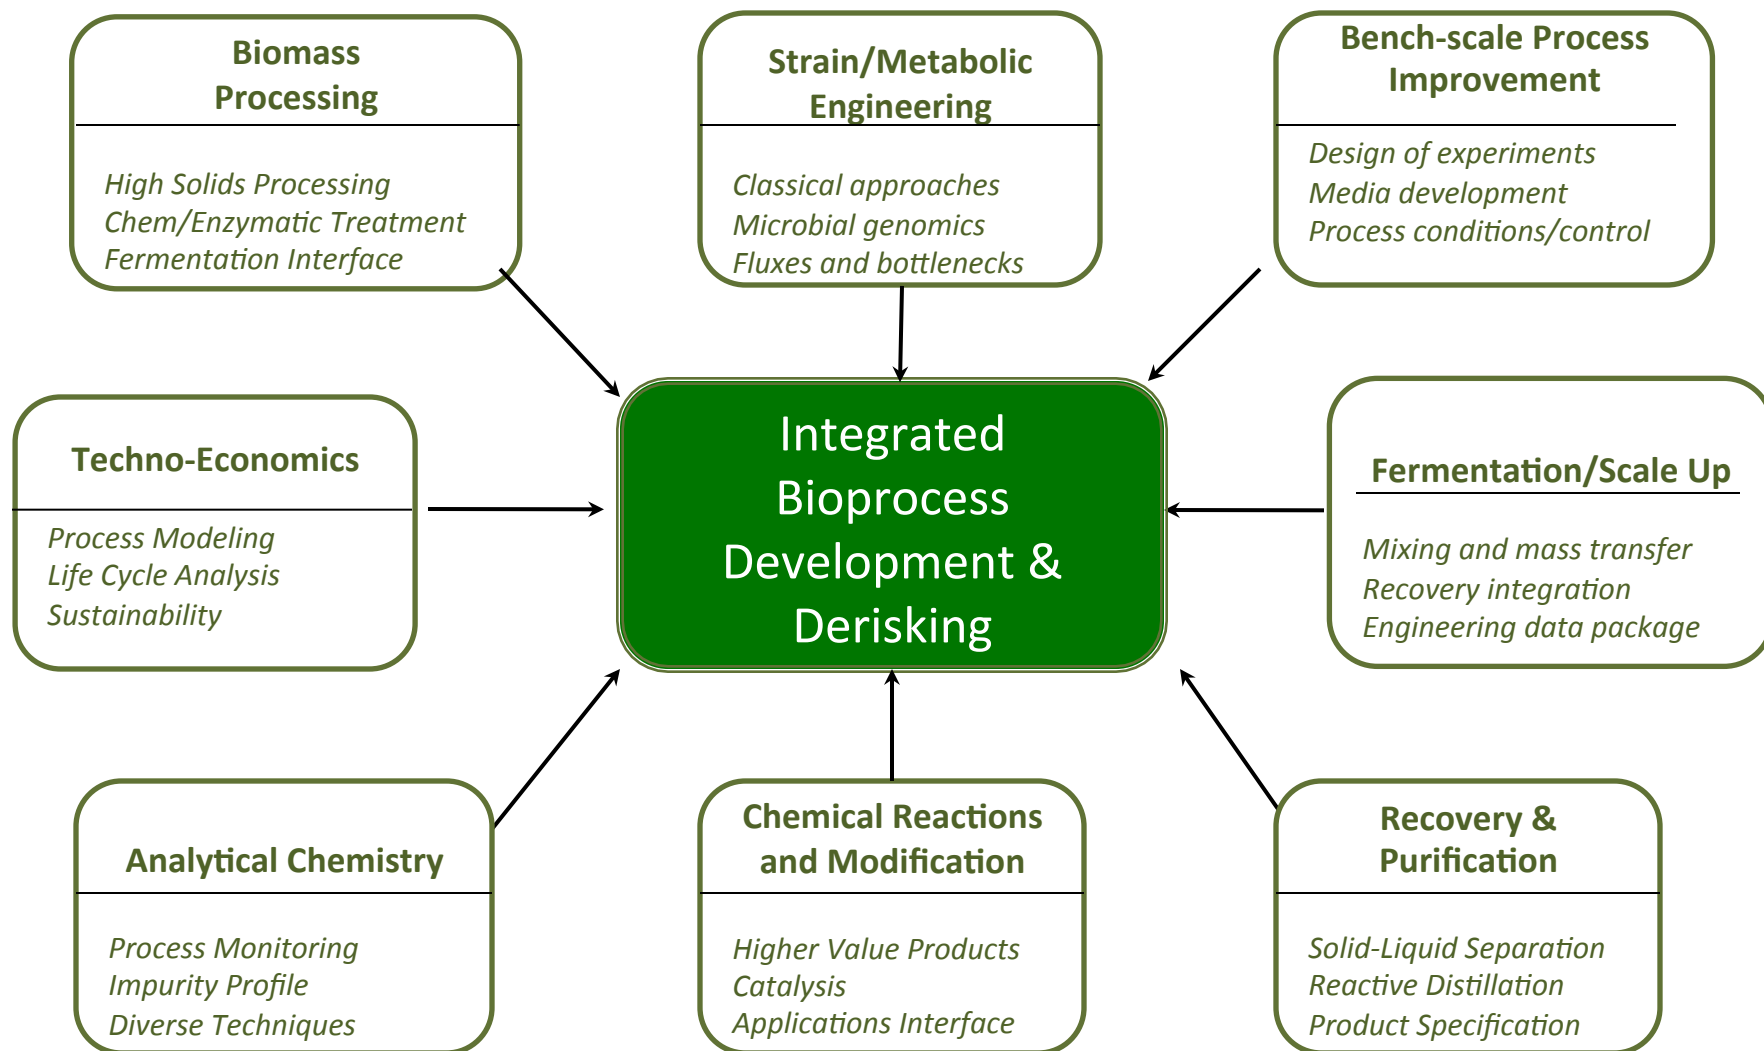 Biomass
Processing
High Solids Processing
Chem/Enzymatic Treatment
Fermentation Interface
Strain/Metabolic
Engineering
Classical approaches
Microbial genomics
Fluxes and bottlenecks
Bench-scale Process
Improvement
Design of experiments
Media development
Process conditions/control
Techno-Economics
Process Modeling
Life Cycle Analysis
Sustainability
Integrated
Bioprocess
Development &
Derisking
Fermentation/Scale Up
Mixing and mass transfer
Recovery integration
Engineering data package
Analytical Chemistry
Process Monitoring
Impurity Profile
Diverse Techniques
Chemical Reactions
and Modification
Higher Value Products
Catalysis
Applications Interface
Recovery &
Purification
Solid-Liquid Separation
Reactive Distillation
Product Specification